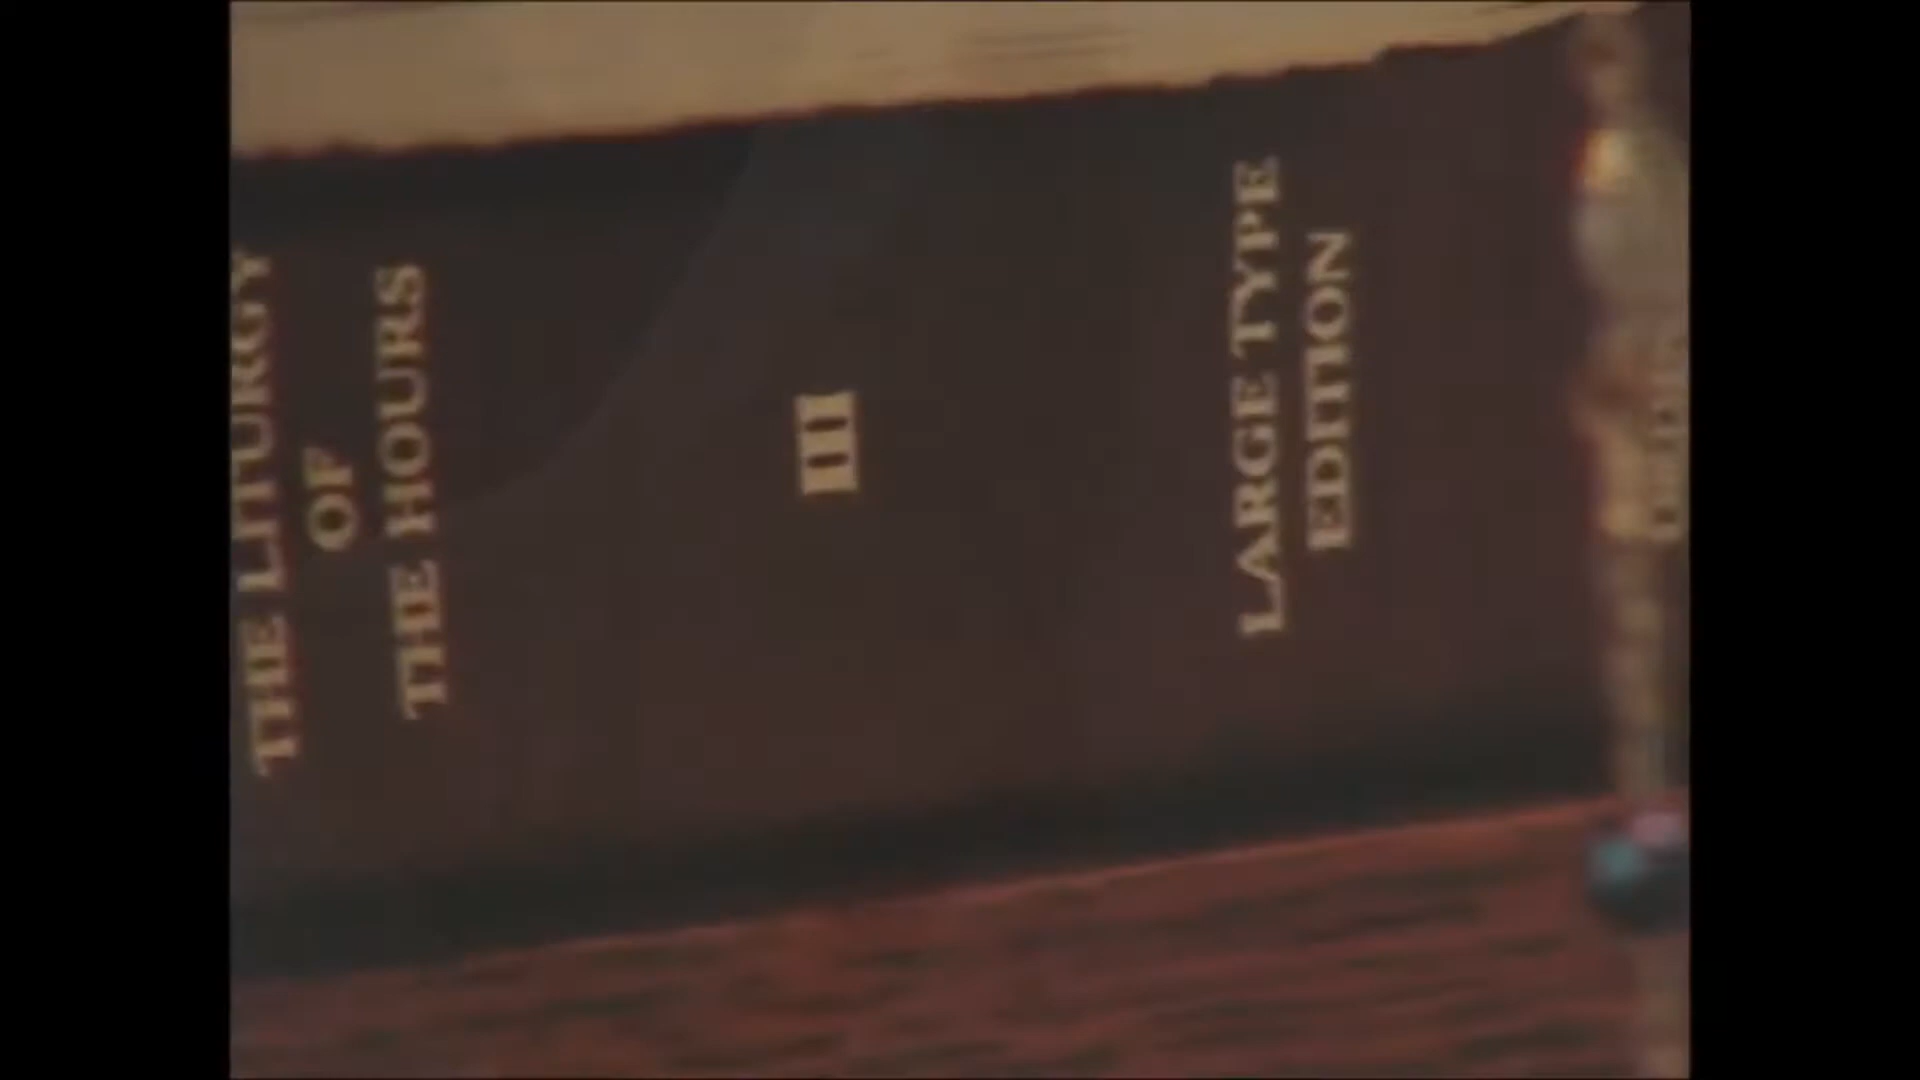 THE LITURGY
OF
THE HOURS
III
LARGE TYPE
EDITION